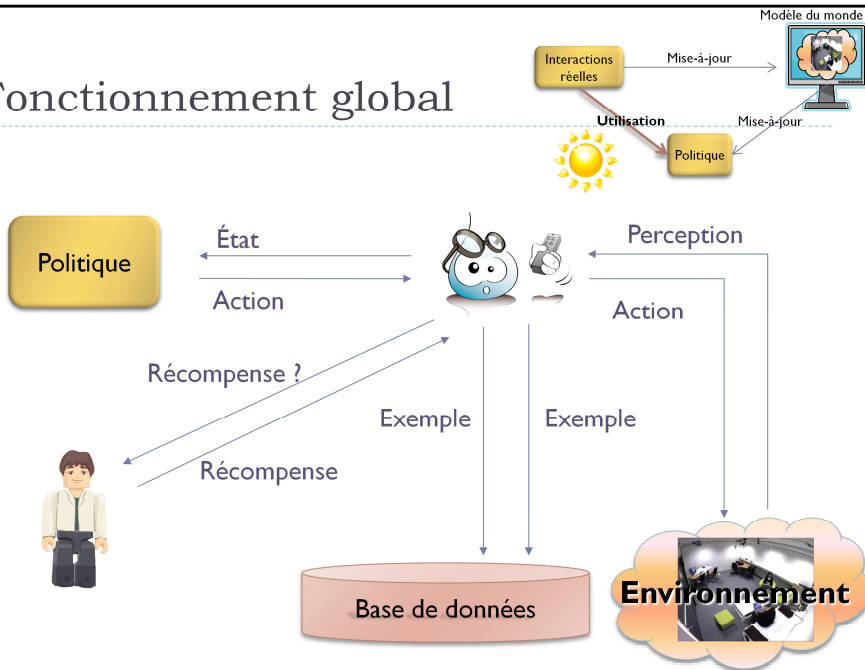 Modèle du monde
Interactions
réelles
Mise-à-jour
onctionnement global
Utilisation
Mise-à-jour
Politique
Politique
État
Action
Perception
Action
Récompense ?
Récompense
Exemple
Exemple
Base de données
Environnement